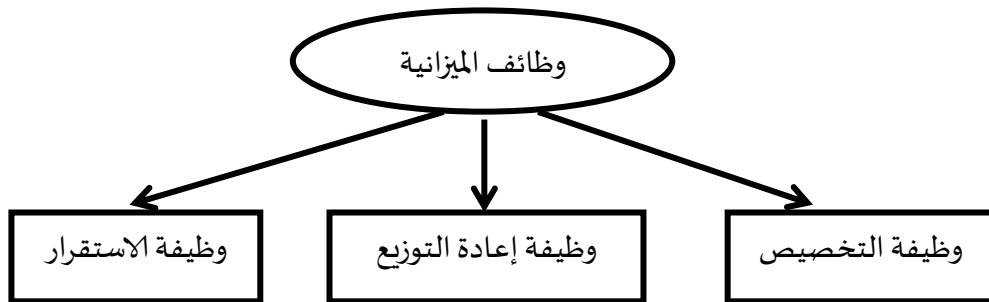 وظائف الميزانية
وظيفة التخصيص
وظيفة إعادة التوزيع
وظيفة الاستقرار